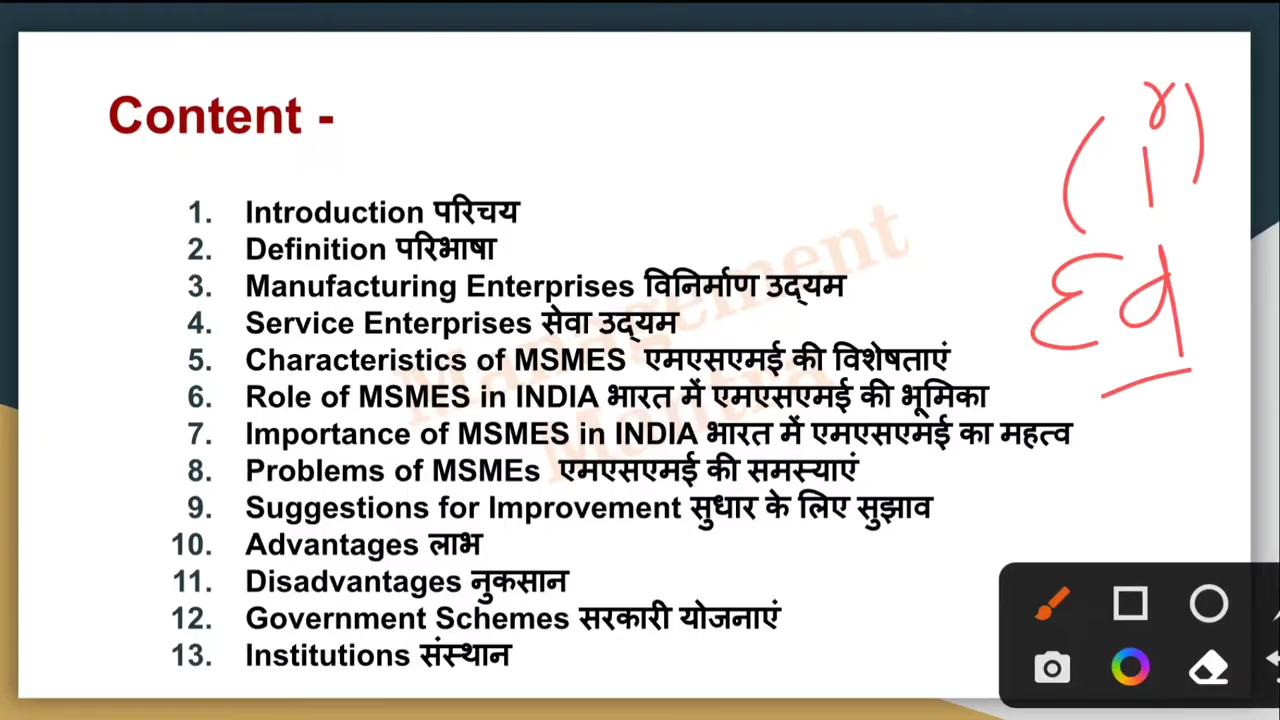 Content -
1. Introduction परिचय
2. Definition परिभाषा
3. Manufacturing Enterprises विनिर्माण उद्यम
4. Service Enterprises सेवा उद्यम
5. Characteristics of MSMES एमएसएमई की विशेषताएं
6. Role of MSMES in INDIA भारत में एमएसएमई की भूमिका
7. Importance of MSMES in INDIA भारत में एमएसएमई का महत्व
8. Problems of MSMEs एमएसएमई की समस्याएं
9. Suggestions for Improvement सुधार के लिए सुझाव
10. Advantages लाभ
11. Disadvantages नुकसान
12. Government Schemes सरकारी योजनाएं
13. Institutions संस्थान
Management
Mantra